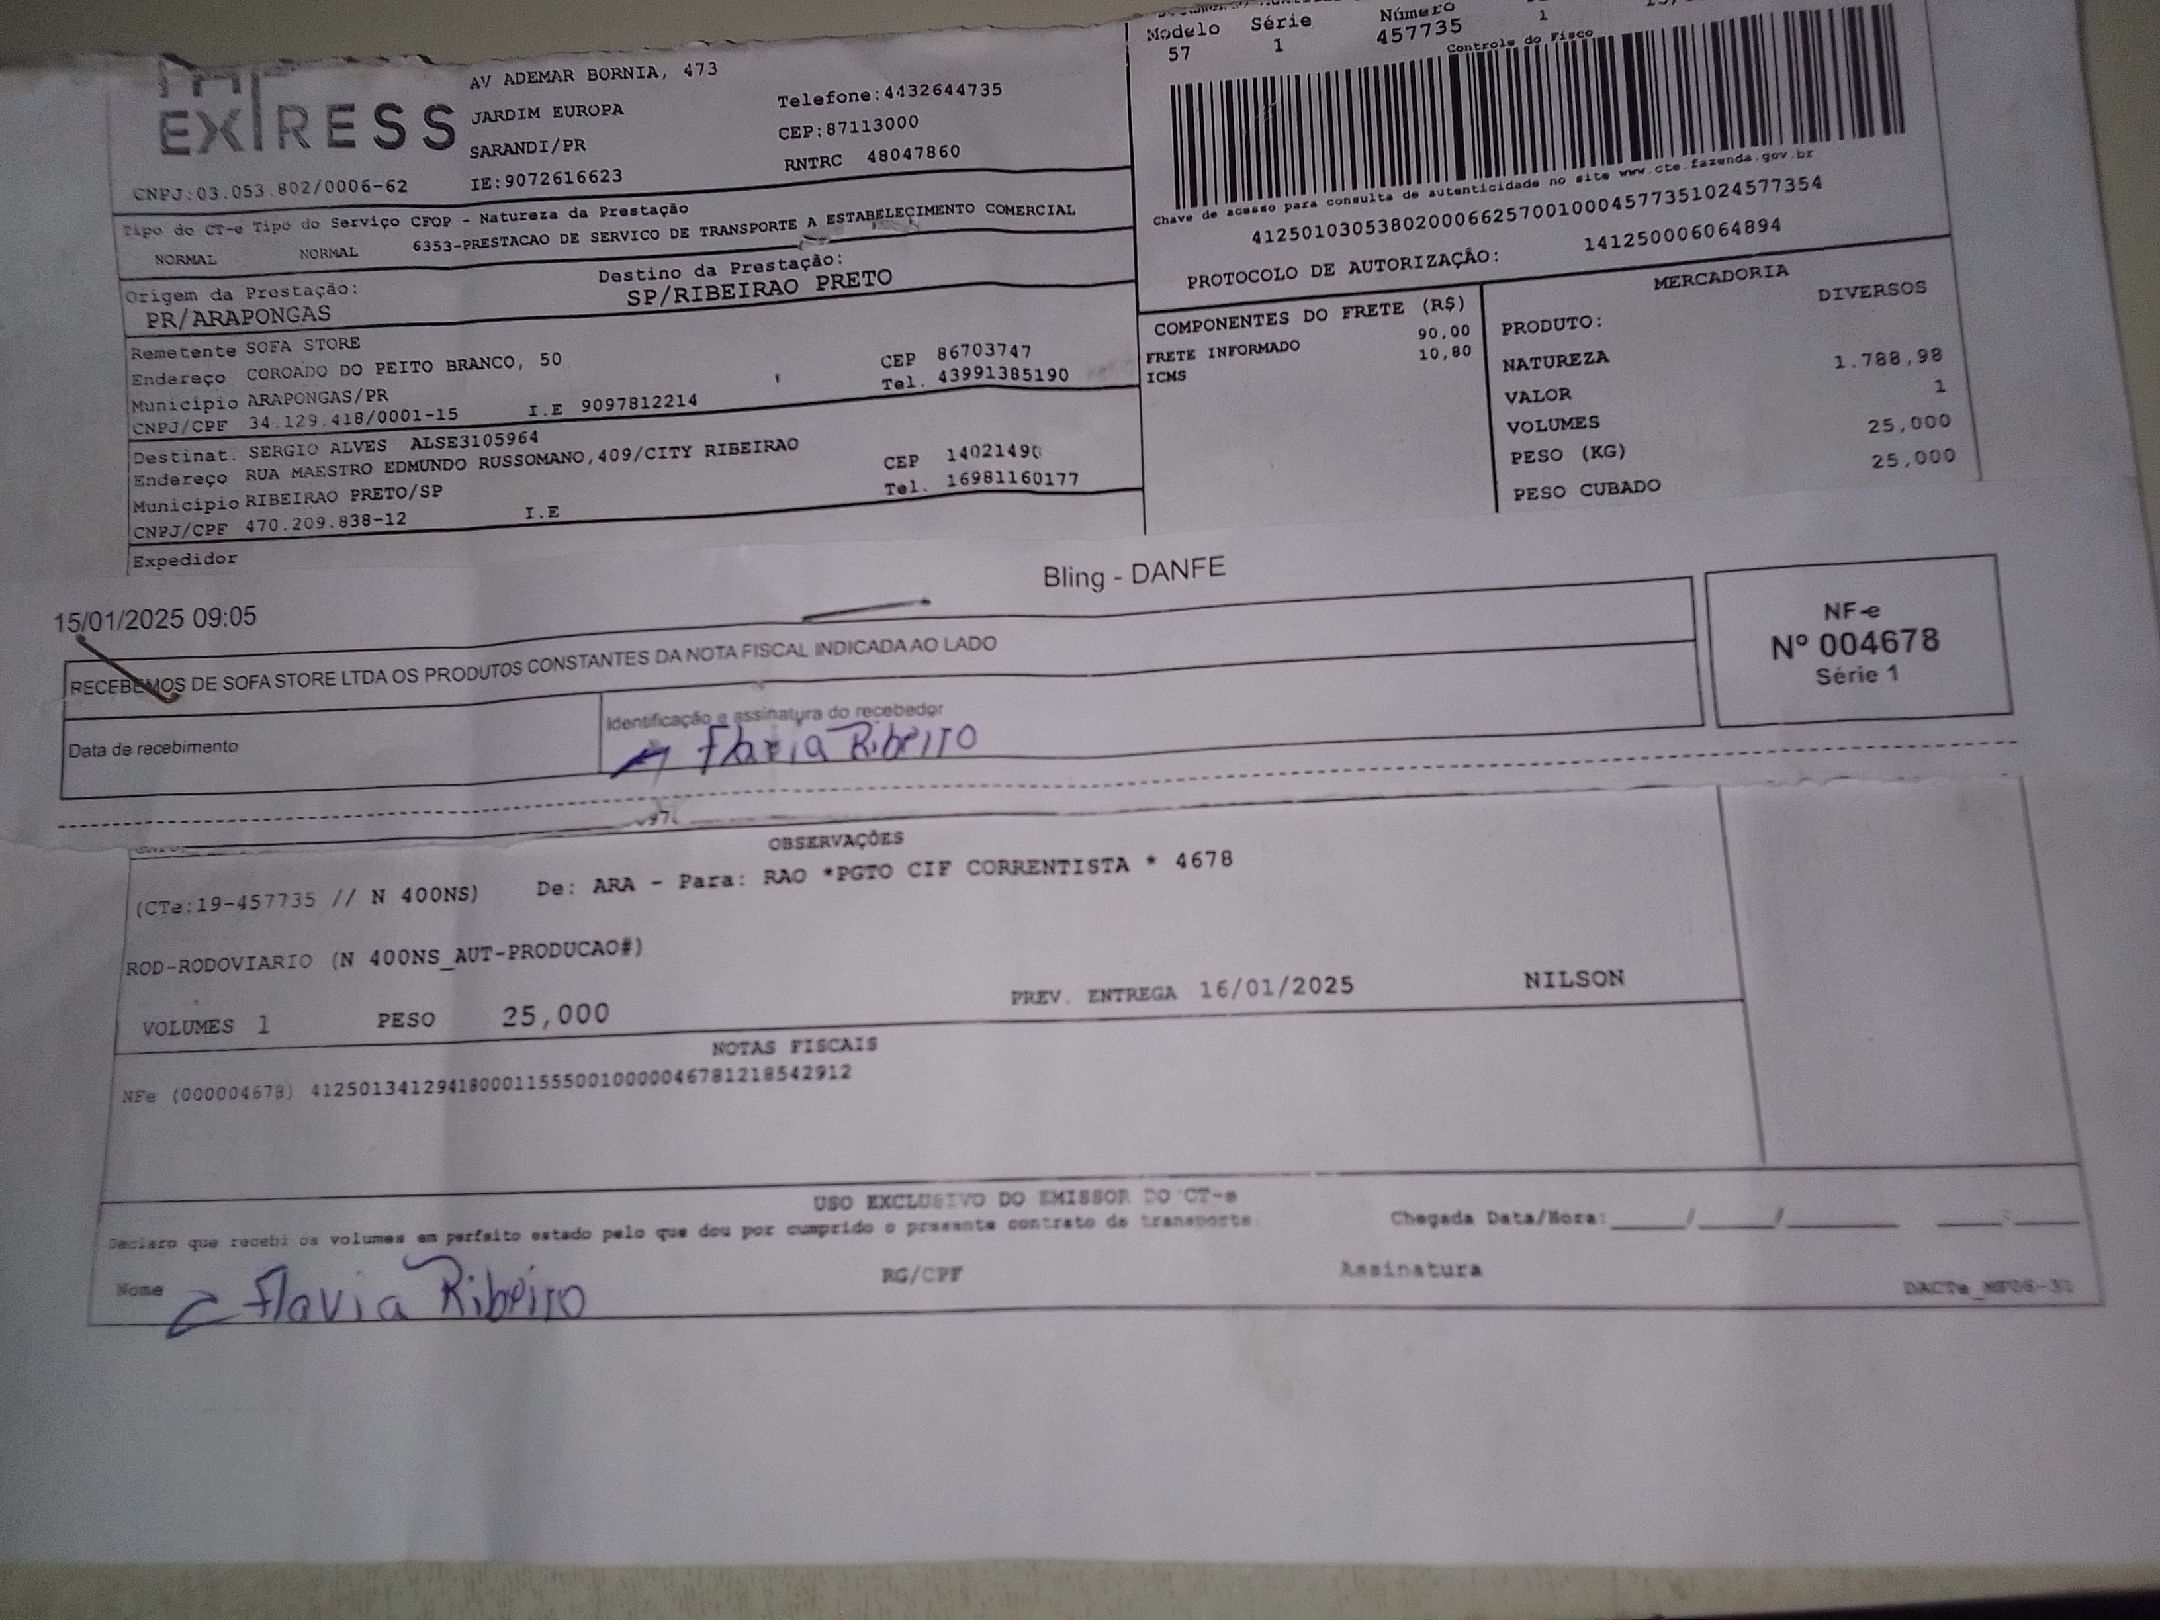 EXPRESS
AV ADEMAR BORNIA, 473
JARDIM EUROPA
SARANDI/PR
Telefone:4432644735
CEP:87113000
RNTRC 48047860
CNPJ:03.053.802/0006-62
IE:9072616623
Modelo Série Número
57 1 457735 1
Controle do Fisco
Chave de acesso para consulta de autenticidade no site www.cte.fazenda.gov.br
41250103053802000662570010004577351024577354
PROTOCOLO DE AUTORIZAÇÃO: 141250006064894
Tipo do CT-e Tipo do Serviço CFOP - Natureza da Prestação
NORMAL NORMAL 6353-PRESTACAO DE SERVICO DE TRANSPORTE A ESTABELECIMENTO COMERCIAL
Origem da Prestação: Destino da Prestação:
PR/ARAPONGAS SP/RIBEIRAO PRETO
Remetente SOFA STORE
Endereço COROADO DO PEITO BRANCO, 50 CEP 86703747
Município ARAPONGAS/PR Tel. 43991385190
CNPJ/CPF 34.129.418/0001-15 I.E 9097812214
Destinat. SERGIO ALVES ALSE3105964
Endereço RUA MAESTRO EDMUNDO RUSSOMANO,409/CITY RIBEIRAO CEP 14021490
Município RIBEIRAO PRETO/SP Tel. 16981160177
CNPJ/CPF 470.209.838-12 I.E
Expedidor
COMPONENTES DO FRETE (R$)
FRETE INFORMADO 90,00
ICMS 10,80
MERCADORIA
PRODUTO: DIVERSOS
NATUREZA
VALOR 1.788,98
VOLUMES 1
PESO (KG) 25,000
PESO CUBADO 25,000
15/01/2025 09:05 Bling - DANFE
RECEBEMOS DE SOFA STORE LTDA OS PRODUTOS CONSTANTES DA NOTA FISCAL INDICADA AO LADO
Data de recebimento
Identificação e assinatura do recebedor
Flavia Ribeiro
NF-e
Nº 004678
Série 1
OBSERVAÇÕES
(CTe:19-457735 // N 400NS) De: ARA - Para: RAO *PGTO CIF CORRENTISTA * 4678
ROD-RODOVIARIO (N 400NS_AUT-PRODUCAO#)
VOLUMES 1 PESO 25,000 PREV. ENTREGA 16/01/2025 NILSON
NOTAS FISCAIS
NFe (000004678) 41250134129418000115550010000046781218542912
USO EXCLUSIVO DO EMISSOR DO CT-e
Declaro que recebi os volumes em perfeito estado pelo que dou por cumprido o presente contrato de transporte Chegada Data/Hora:____/____/____ ____:____
Nome Flavia Ribeiro RG/CPF Assinatura